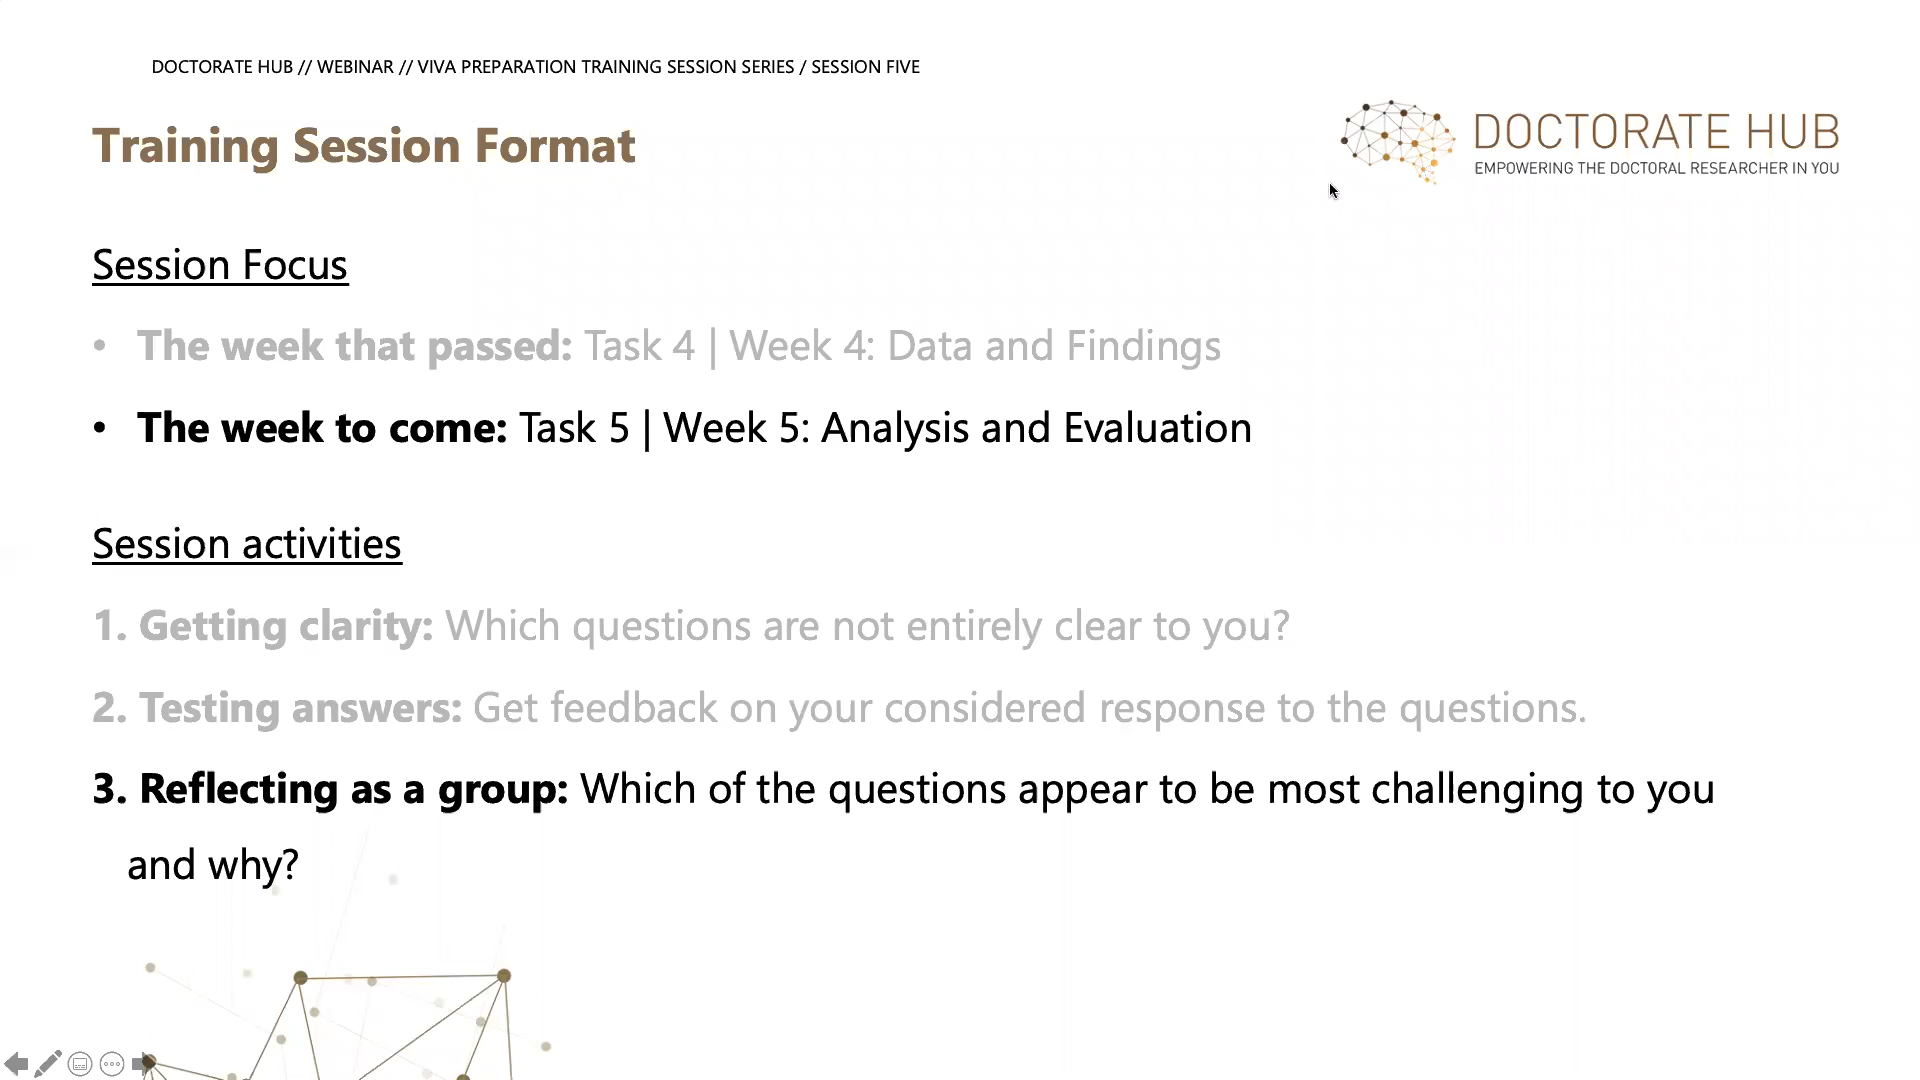 DOCTORATE HUB // WEBINAR // VIVA PREPARATION TRAINING SESSION SERIES / SESSION FIVE
Training Session Format
DOCTORATE HUB
EMPOWERING THE DOCTORAL RESEARCHER IN YOU
Session Focus
• The week that passed: Task 4 | Week 4: Data and Findings
• The week to come: Task 5 | Week 5: Analysis and Evaluation
Session activities
1. Getting clarity: Which questions are not entirely clear to you?
2. Testing answers: Get feedback on your considered response to the questions.
3. Reflecting as a group: Which of the questions appear to be most challenging to you
and why?